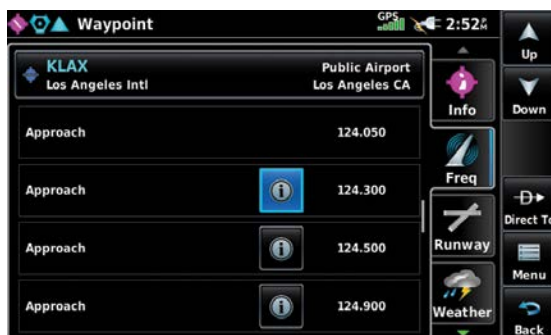 Waypoint
GPS
2:52 PM
KLAX
Public Airport
Los Angeles Intl
Los Angeles CA
Approach 124.050
Approach 124.300
Approach 124.500
Approach 124.900
Info
Freq
Runway
Weather
Up
Down
Direct To
Menu
Back